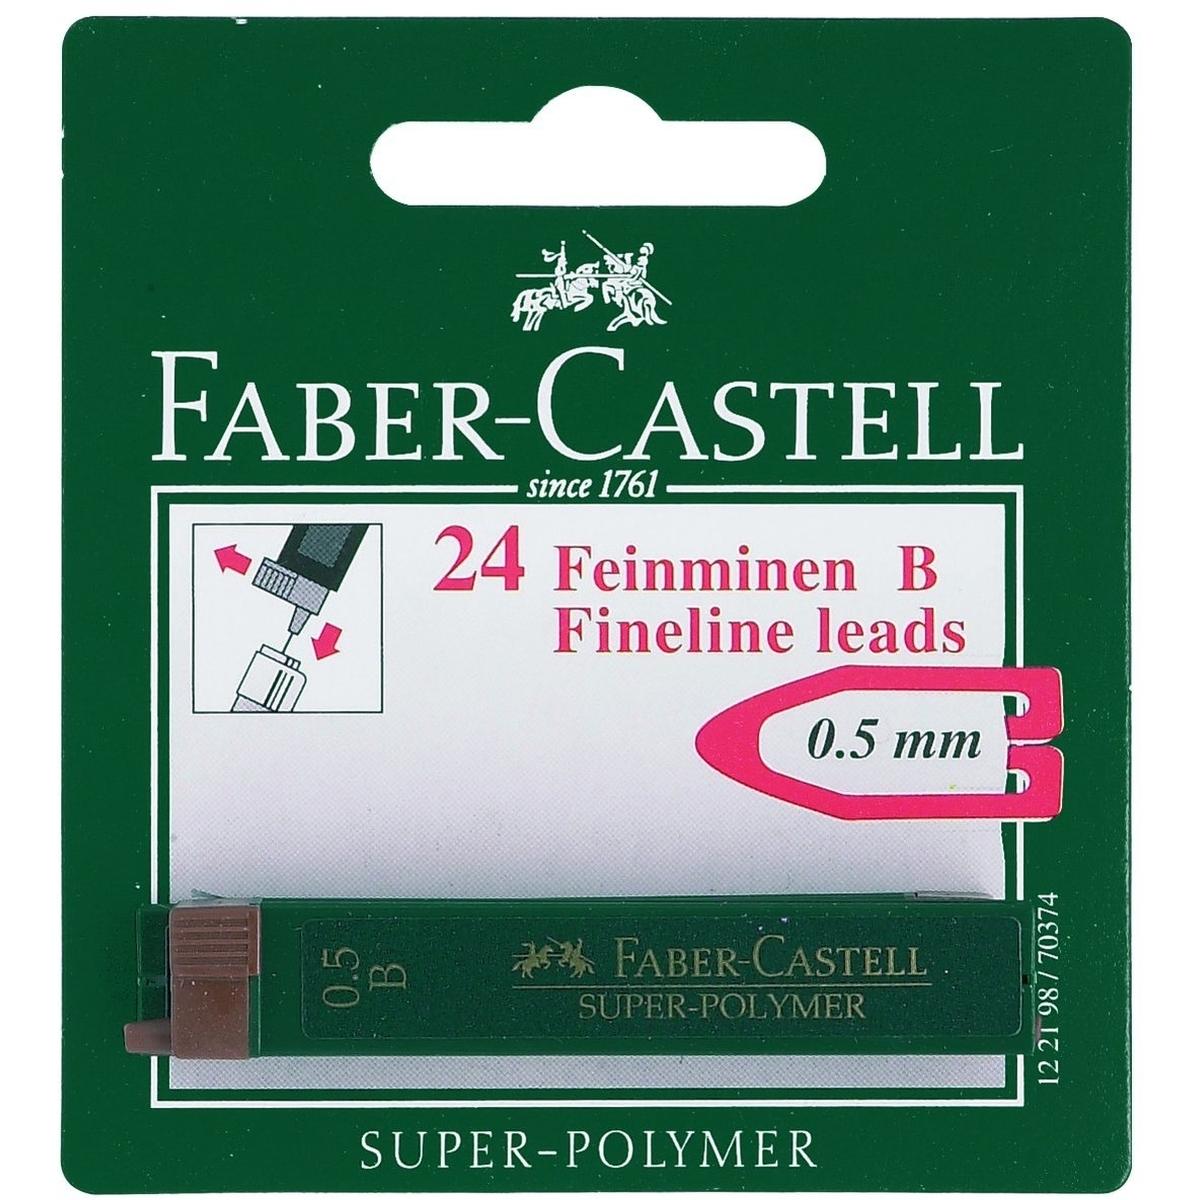 FABER-CASTELL
since 1761
24 Feinminen B
Fineline leads
0.5 mm
0.5
B
FABER-CASTELL
SUPER-POLYMER
12 21 98 / 70374
SUPER-POLYMER